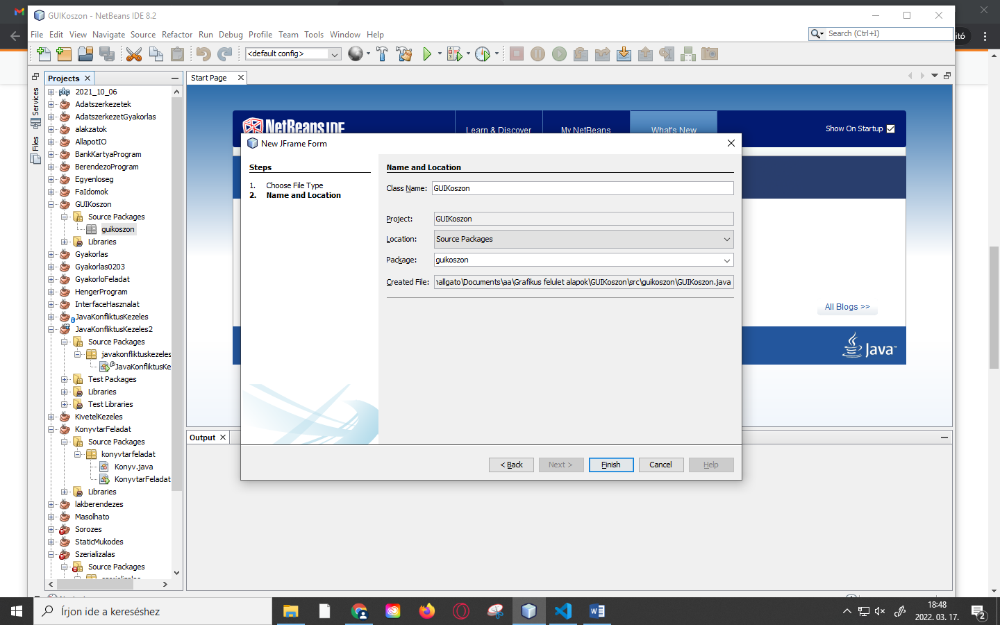 GUIKoszon - NetBeans IDE 8.2
File Edit View Navigate Source Refactor Run Debug Profile Team Tools Window Help
Search (Ctrl+I)
itó
<default config>
Projects
Start Page
Services
Files
2021_10_06
Adatszerkezetek
AdatszerkezetGyakorlas
alakzatok
AllapotIO
BankKartyaProgram
BerendezoProgram
Egyenloseg
FaIdomok
GUIKoszon
Source Packages
guikoszon
Libraries
Gyakorlas
Gyakorlas0203
GyakorloFeladat
HengerProgram
InterfaceHasznalat
JavaKonfliktusKezeles
JavaKonfliktusKezeles2
Source Packages
javakonfliktuskezeles
JavaKonfliktusKe
Test Packages
Libraries
Test Libraries
KivetelKezeles
KonyvtarFeladat
Source Packages
konyvtarfeladat
Konyv.java
KonyvtarFeladat
Libraries
lakberendezes
Masolhato
Sorozes
StaticMukodes
Szerializalas
Source Packages
NetBeans IDE
Learn & Discover
My NetBeans
What's New
Show On Startup
All Blogs >>
Java™
New JFrame Form
Steps
1. Choose File Type
2. Name and Location
Name and Location
Class Name: GUIKoszon
Project: GUIKoszon
Location: Source Packages
Package: guikoszon
Created File: hallgato\Documents\aa\Grafikus felulet alapok\GUIKoszon\src\guikoszon\GUIKoszon.java
< Back
Next >
Finish
Cancel
Help
Output
Írjon ide a kereséshez
18:48
2022. 03. 17.
2